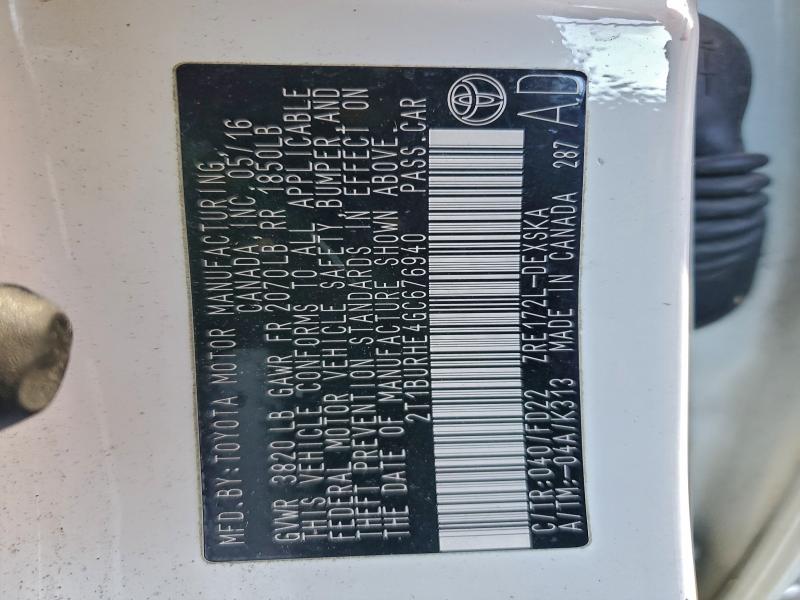 MFD.BY:TOYOTA MOTOR MANUFACTURING
CANADA, INC. 05/16
GVWR 3820LB GAWR FR 2070LB RR 1850LB
THIS VEHICLE CONFORMS TO ALL APPLICABLE
FEDERAL MOTOR VEHICLE SAFETY,BUMPER,AND
THEFT PREVENTION STANDARDS IN EFFECT ON
THE DATE OF MANUFACTURE SHOWN ABOVE.
2T1BURHE4GC676940 PASS.CAR
C/TR:040/FD22 ZRE172L-DEXSKA
A/TM:-04A/K313 MADE IN CANADA 287 AD